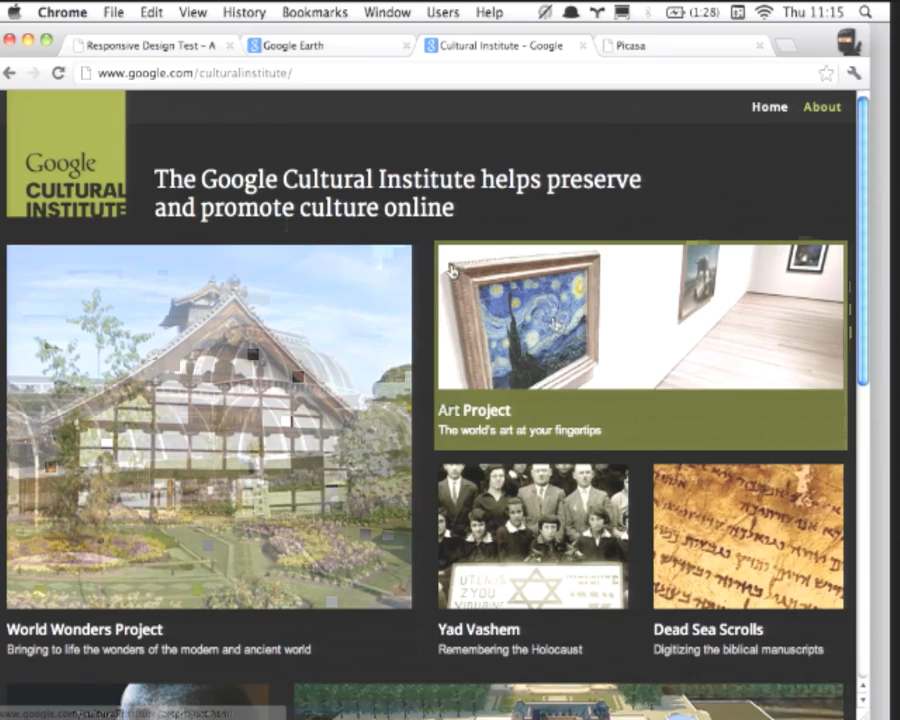 Chrome File Edit View History Bookmarks Window Users Help (1:28) Thu 11:15
Responsive Design Test - A Google Earth Cultural Institute - Google Picasa
www.google.com/culturalinstitute/
Home About
Google
CULTURAL
INSTITUTE
The Google Cultural Institute helps preserve
and promote culture online
Art Project
The world's art at your fingertips
World Wonders Project
Bringing to life the wonders of the modern and ancient world
Yad Vashem
Remembering the Holocaust
Dead Sea Scrolls
Digitizing the biblical manuscripts